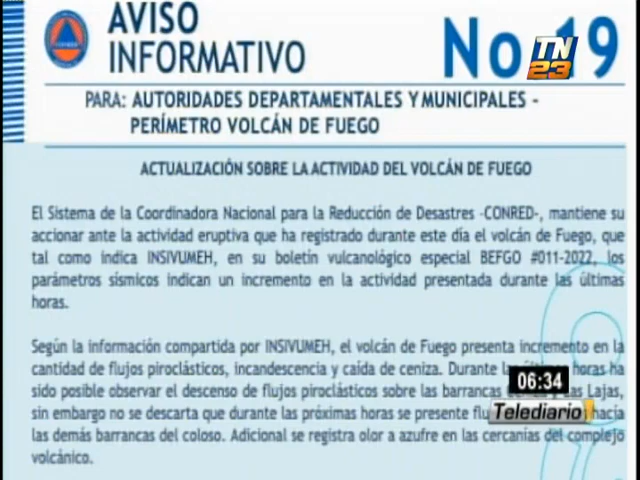 AVISO
INFORMATIVO
No 19
TN
23
CONRED
PARA: AUTORIDADES DEPARTAMENTALES Y MUNICIPALES -
PERÍMETRO VOLCÁN DE FUEGO
ACTUALIZACIÓN SOBRE LA ACTIVIDAD DEL VOLCÁN DE FUEGO
El Sistema de la Coordinadora Nacional para la Reducción de Desastres -CONRED-, mantiene su
accionar ante la actividad eruptiva que ha registrado durante este día el volcán de Fuego, que
tal como indica INSIVUMEH, en su boletín vulcanológico especial BEFGO #011-2022, los
parámetros sísmicos indican un incremento en la actividad presentada durante las últimas
horas.
Según la información compartida por INSIVUMEH, el volcán de Fuego presenta incremento en la
cantidad de flujos piroclásticos, incandescencia y caída de ceniza. Durante horas ha
sido posible observar el descenso de flujos piroclásticos sobre las barrancas Las Lajas,
sin embargo no se descarta que durante las próximas horas se presente hacia
las demás barrancas del coloso. Adicional se registra olor a azufre en las cercanías del complejo
volcánico.
06:34
Telediario